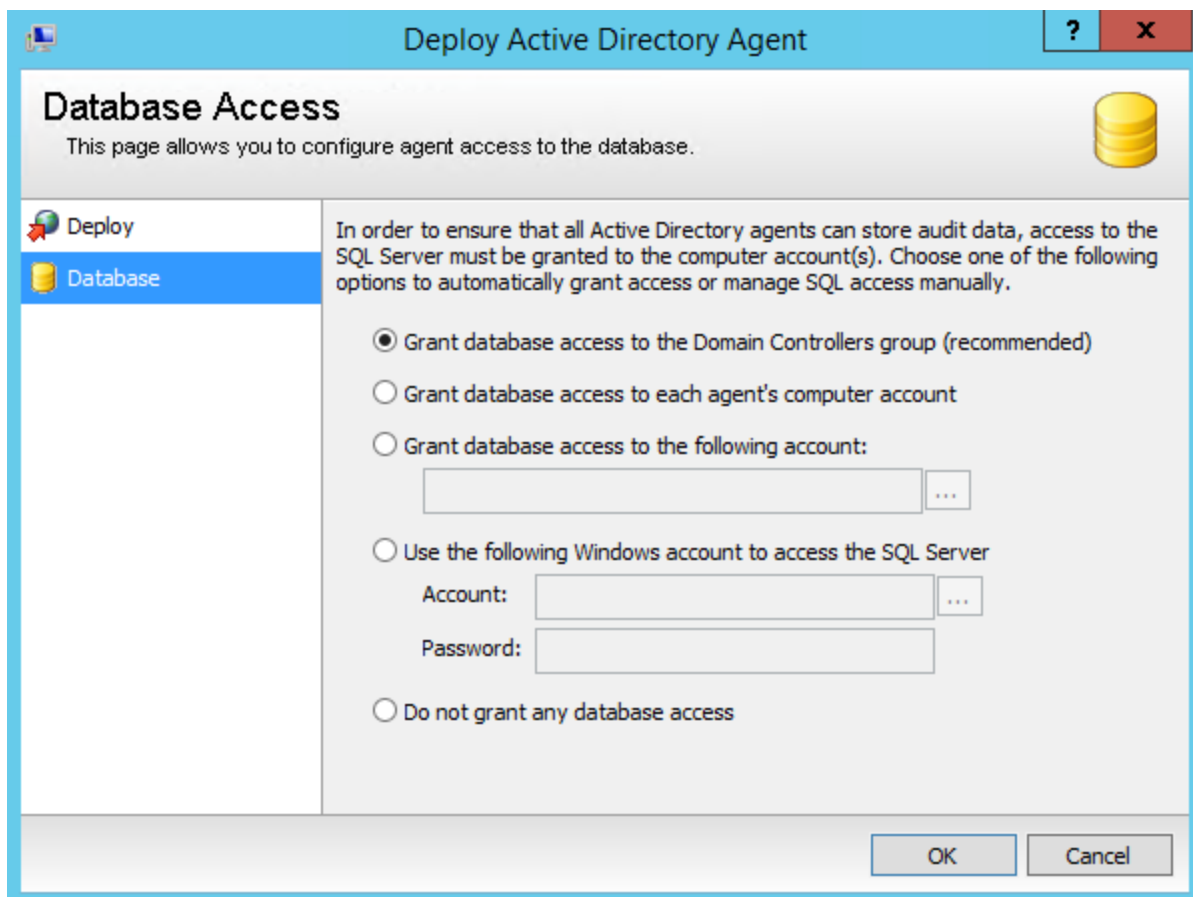 Deploy Active Directory Agent
?
x
Database Access
This page allows you to configure agent access to the database.
Deploy
Database
In order to ensure that all Active Directory agents can store audit data, access to the
SQL Server must be granted to the computer account(s). Choose one of the following
options to automatically grant access or manage SQL access manually.
Grant database access to the Domain Controllers group (recommended)
Grant database access to each agent's computer account
Grant database access to the following account:
...
Use the following Windows account to access the SQL Server
Account:
...
Password:
Do not grant any database access
OK
Cancel